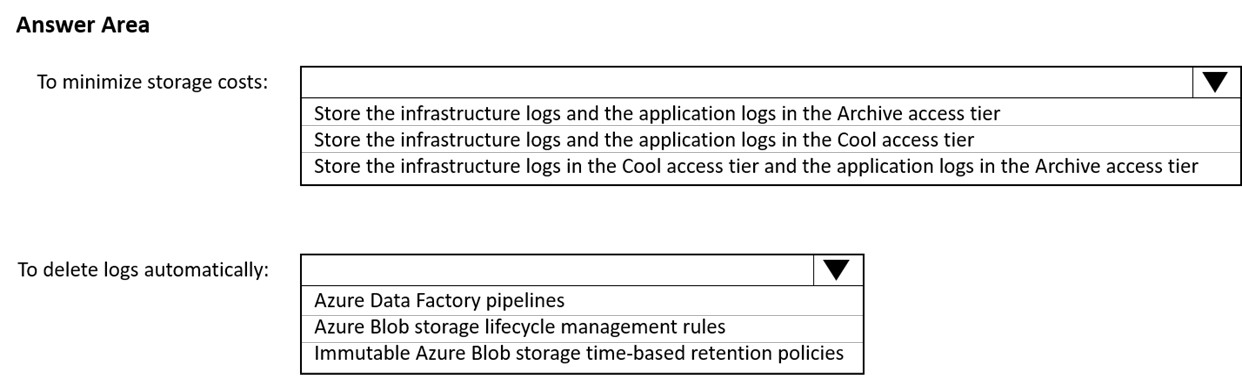 Answer Area
To minimize storage costs:
Store the infrastructure logs and the application logs in the Archive access tier
Store the infrastructure logs and the application logs in the Cool access tier
Store the infrastructure logs in the Cool access tier and the application logs in the Archive access tier
To delete logs automatically:
Azure Data Factory pipelines
Azure Blob storage lifecycle management rules
Immutable Azure Blob storage time-based retention policies